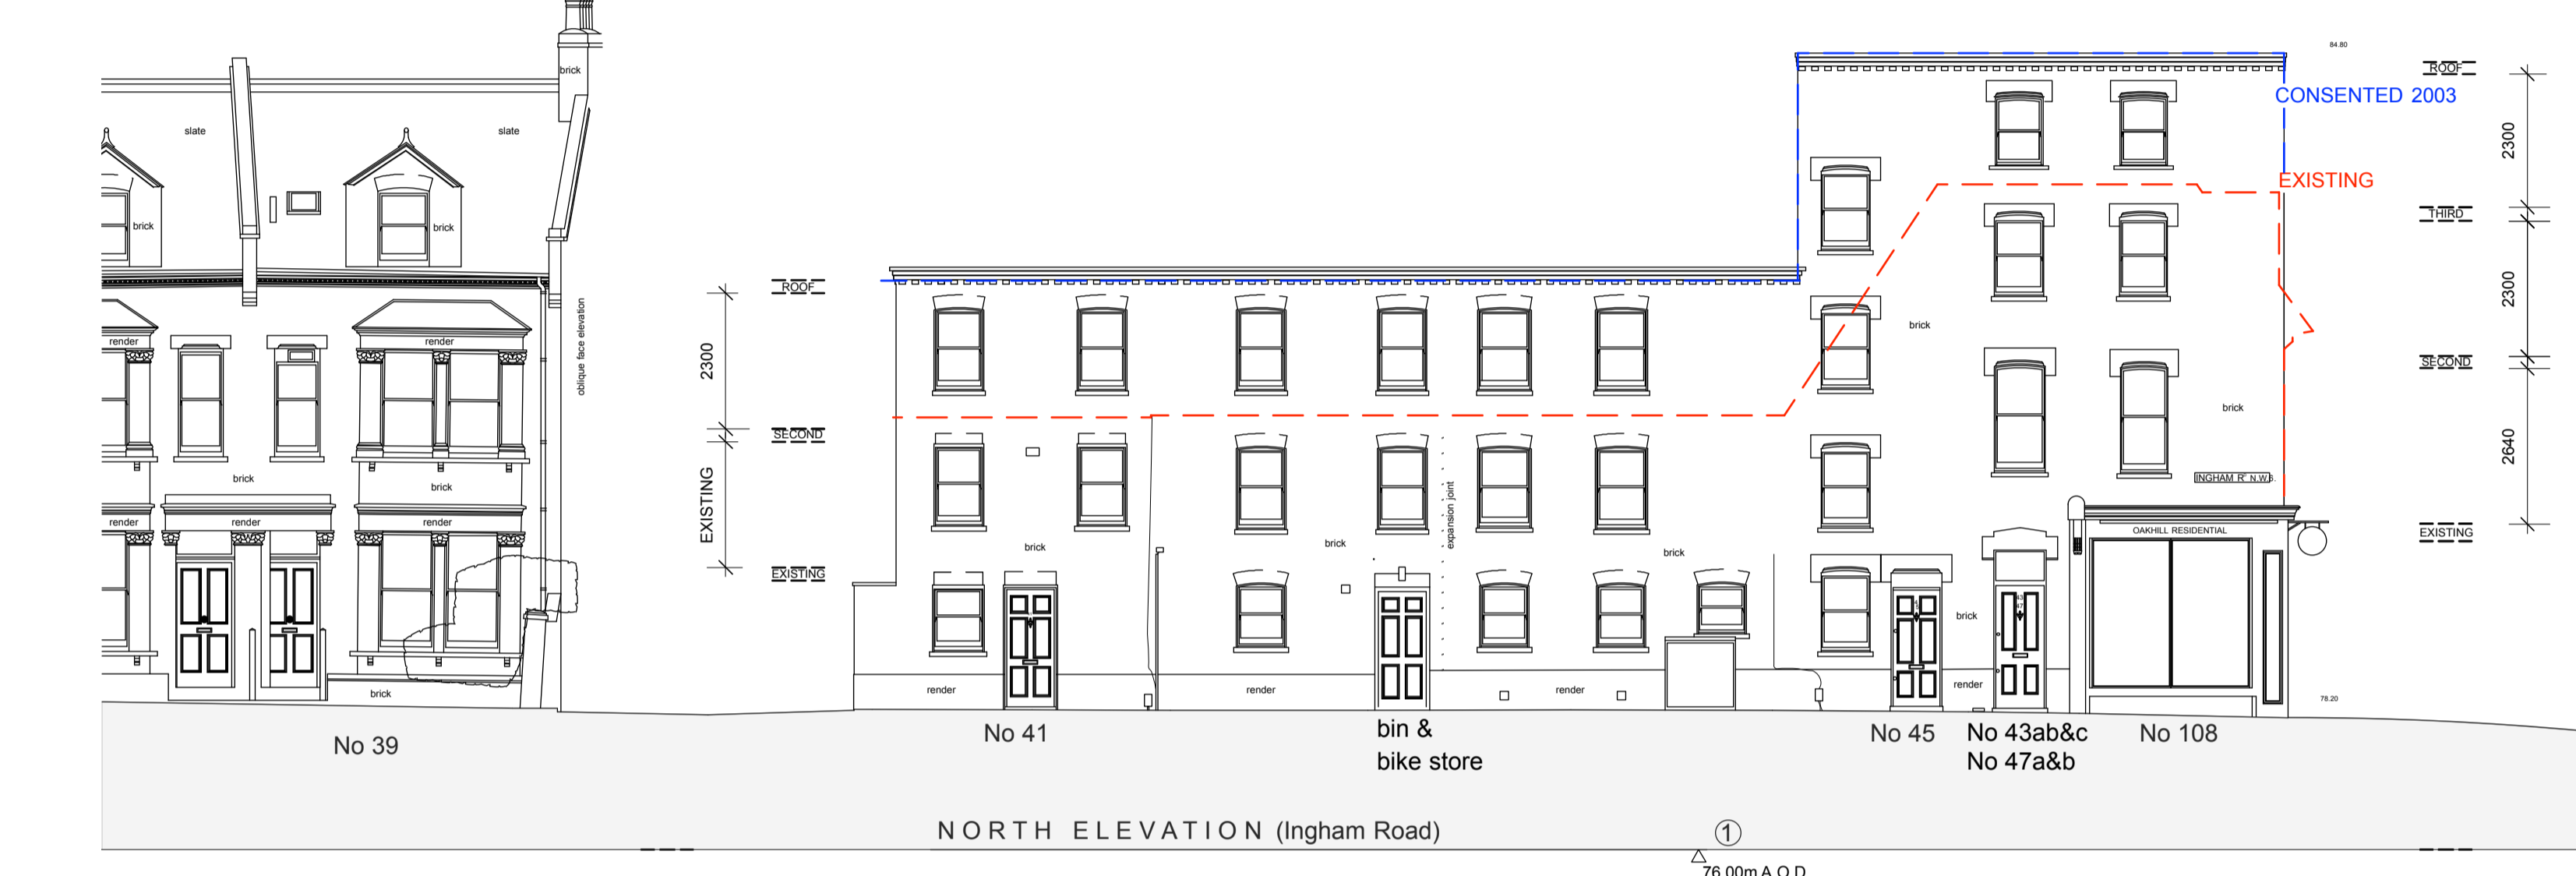 84.80
ROOF
brick
CONSENTED 2003
slate
slate
2300
EXISTING
THIRD
brick
brick
ROOF
2300
oblique face elevation
brick
render
render
2300
SECOND
brick
SECOND
2640
brick
brick
INGHAM RD N.W.6.
EXISTING
expansion joint
render
render
render
OAKHILL RESIDENTIAL
EXISTING
brick
brick
brick
EXISTING
brick
render
render
render
render
brick
78.20
No 39
No 41
bin &
bike store
No 45
No 43ab&c
No 47a&b
No 108
NORTH ELEVATION (Ingham Road)
1
76.00m A.O.D